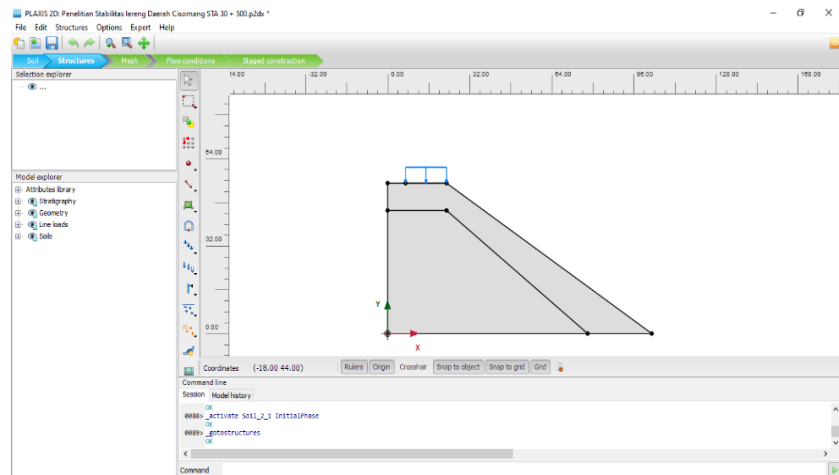 PLAXIS 2D: Penelitian Stabilitas lereng Daerah Cisomang STA 30 + 500.p2dx *
File Edit Structures Options Expert Help
Soil Structures Mesh Flow conditions Staged construction
Selection explorer
...
Model explorer
Attributes library
Stratigraphy
Geometry
Line loads
Soils
-32.00 0.00 32.00 64.00 96.00 128.00 160.00
64.00
32.00
0.00
Y
X
Coordinates (-18.00 44.00) Rulers Origin Crosshair Snap to object Snap to grid Grid
Command line
Session Model history
OK
0088> _activate Soil_2_1 InitialPhase
OK
0089> _gotostructures
OK
Command